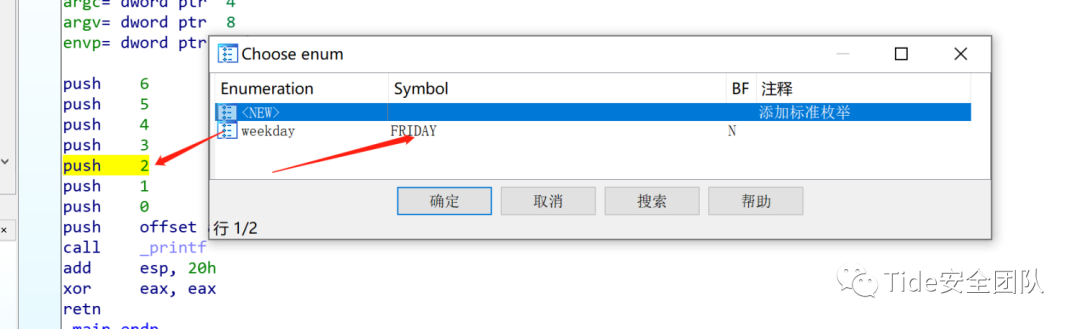 argc= dword ptr  4
argv= dword ptr  8
envp= dword ptr
push    6
push    5
push    4
push    3
push    2
push    1
push    0
push    offset
call    _printf
add     esp, 20h
xor     eax, eax
retn
_main endp
Choose enum
Enumeration Symbol BF 注释
<NEW> 添加标准枚举
weekday FRIDAY N
确定 取消 搜索 帮助
行 1/2
Tide安全团队